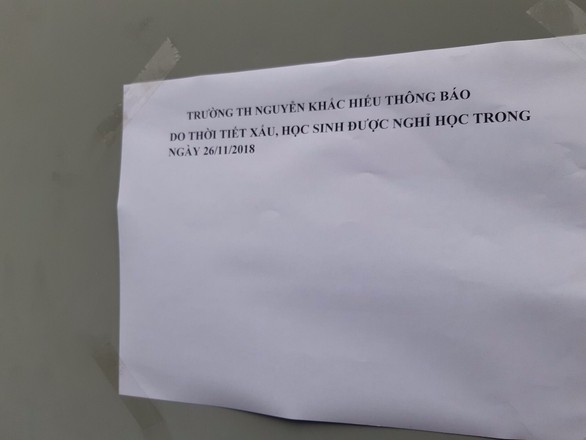 TRƯỜNG TH NGUYỄN KHẮC HIẾU THÔNG BÁO
DO THỜI TIẾT XẤU, HỌC SINH ĐƯỢC NGHỈ HỌC TRONG
NGÀY 26/11/2018